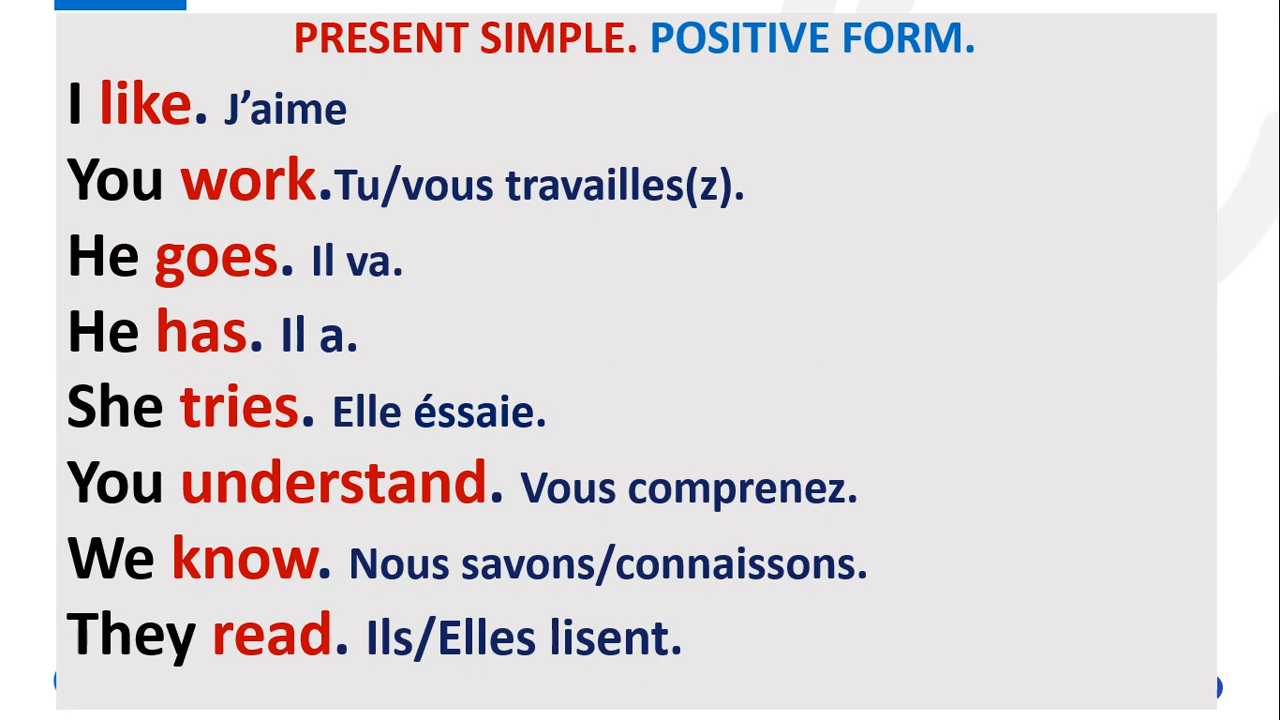 PRESENT SIMPLE. POSITIVE FORM.
I like. J’aime
You work.Tu/vous travailles(z).
He goes. Il va.
He has. Il a.
She tries. Elle éssaie.
You understand. Vous comprenez.
We know. Nous savons/connaissons.
They read. Ils/Elles lisent.